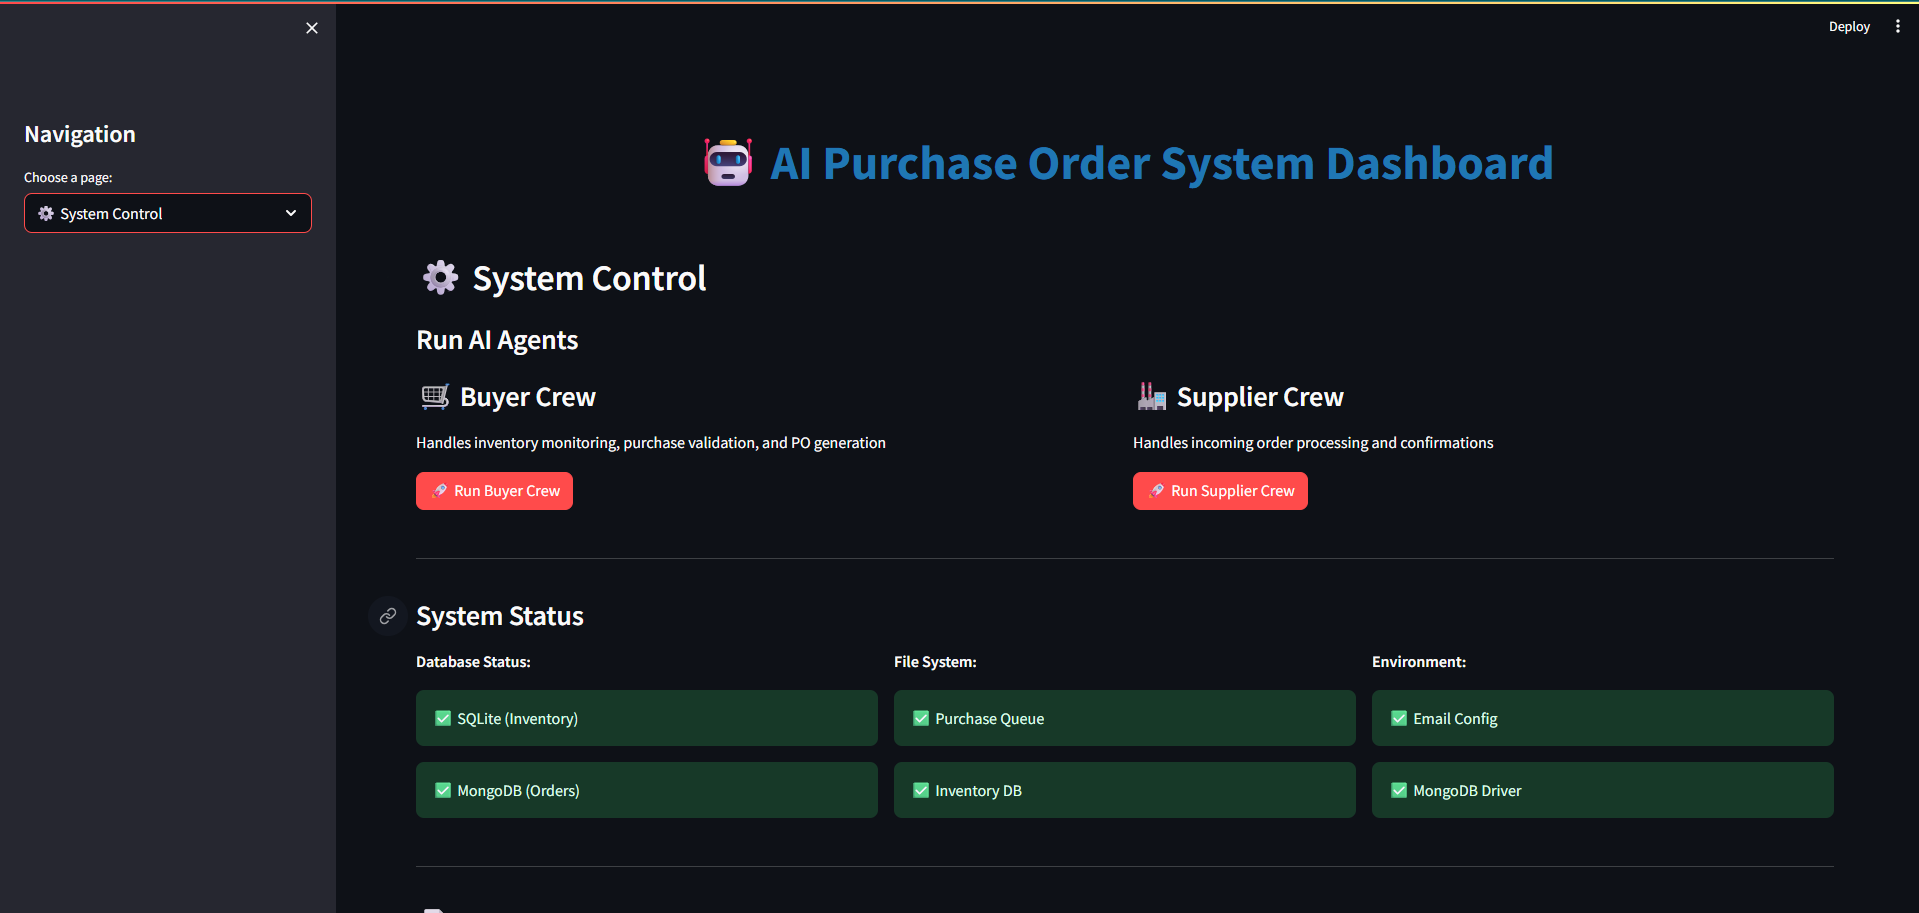 Deploy
Navigation
Choose a page:
System Control
AI Purchase Order System Dashboard
System Control
Run AI Agents
Buyer Crew
Handles inventory monitoring, purchase validation, and PO generation
Run Buyer Crew
Supplier Crew
Handles incoming order processing and confirmations
Run Supplier Crew
System Status
Database Status:
SQLite (Inventory)
MongoDB (Orders)
File System:
Purchase Queue
Inventory DB
Environment:
Email Config
MongoDB Driver